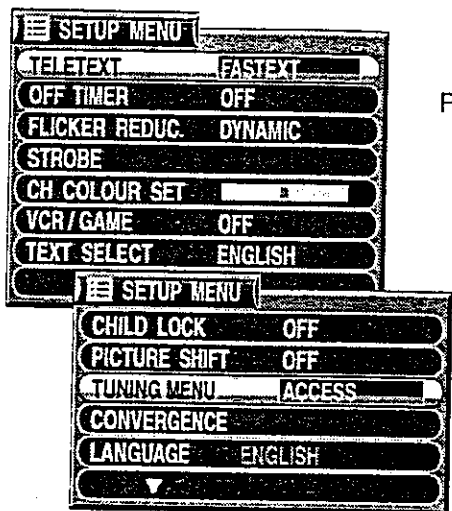 SETUP MENU
TELETEXT FASTEXT
P
OFF TIMER OFF
FLICKER REDUC. DYNAMIC
STROBE
CH COLOUR SET
VCR/GAME OFF
TEXT SELECT ENGLISH
SETUP MENU
CHILD LOCK OFF
PICTURE SHIFT OFF
TUNING MENU ACCESS
CONVERGENCE
LANGUAGE ENGLISH